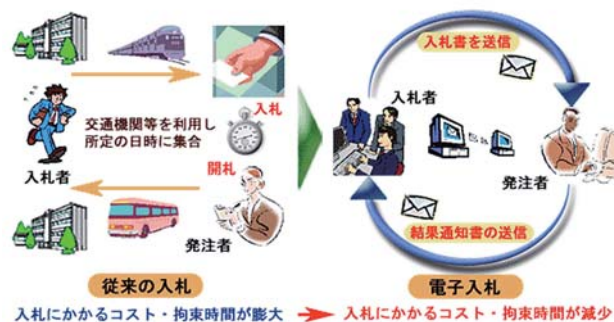 入札
交通機関等を利用し
所定の日時に集合
入札者
開札
発注者
従来の入札
入札にかかるコスト・拘束時間が膨大
入札書を送信
入札者
発注者
結果通知書の送信
電子入札
入札にかかるコスト・拘束時間が減少